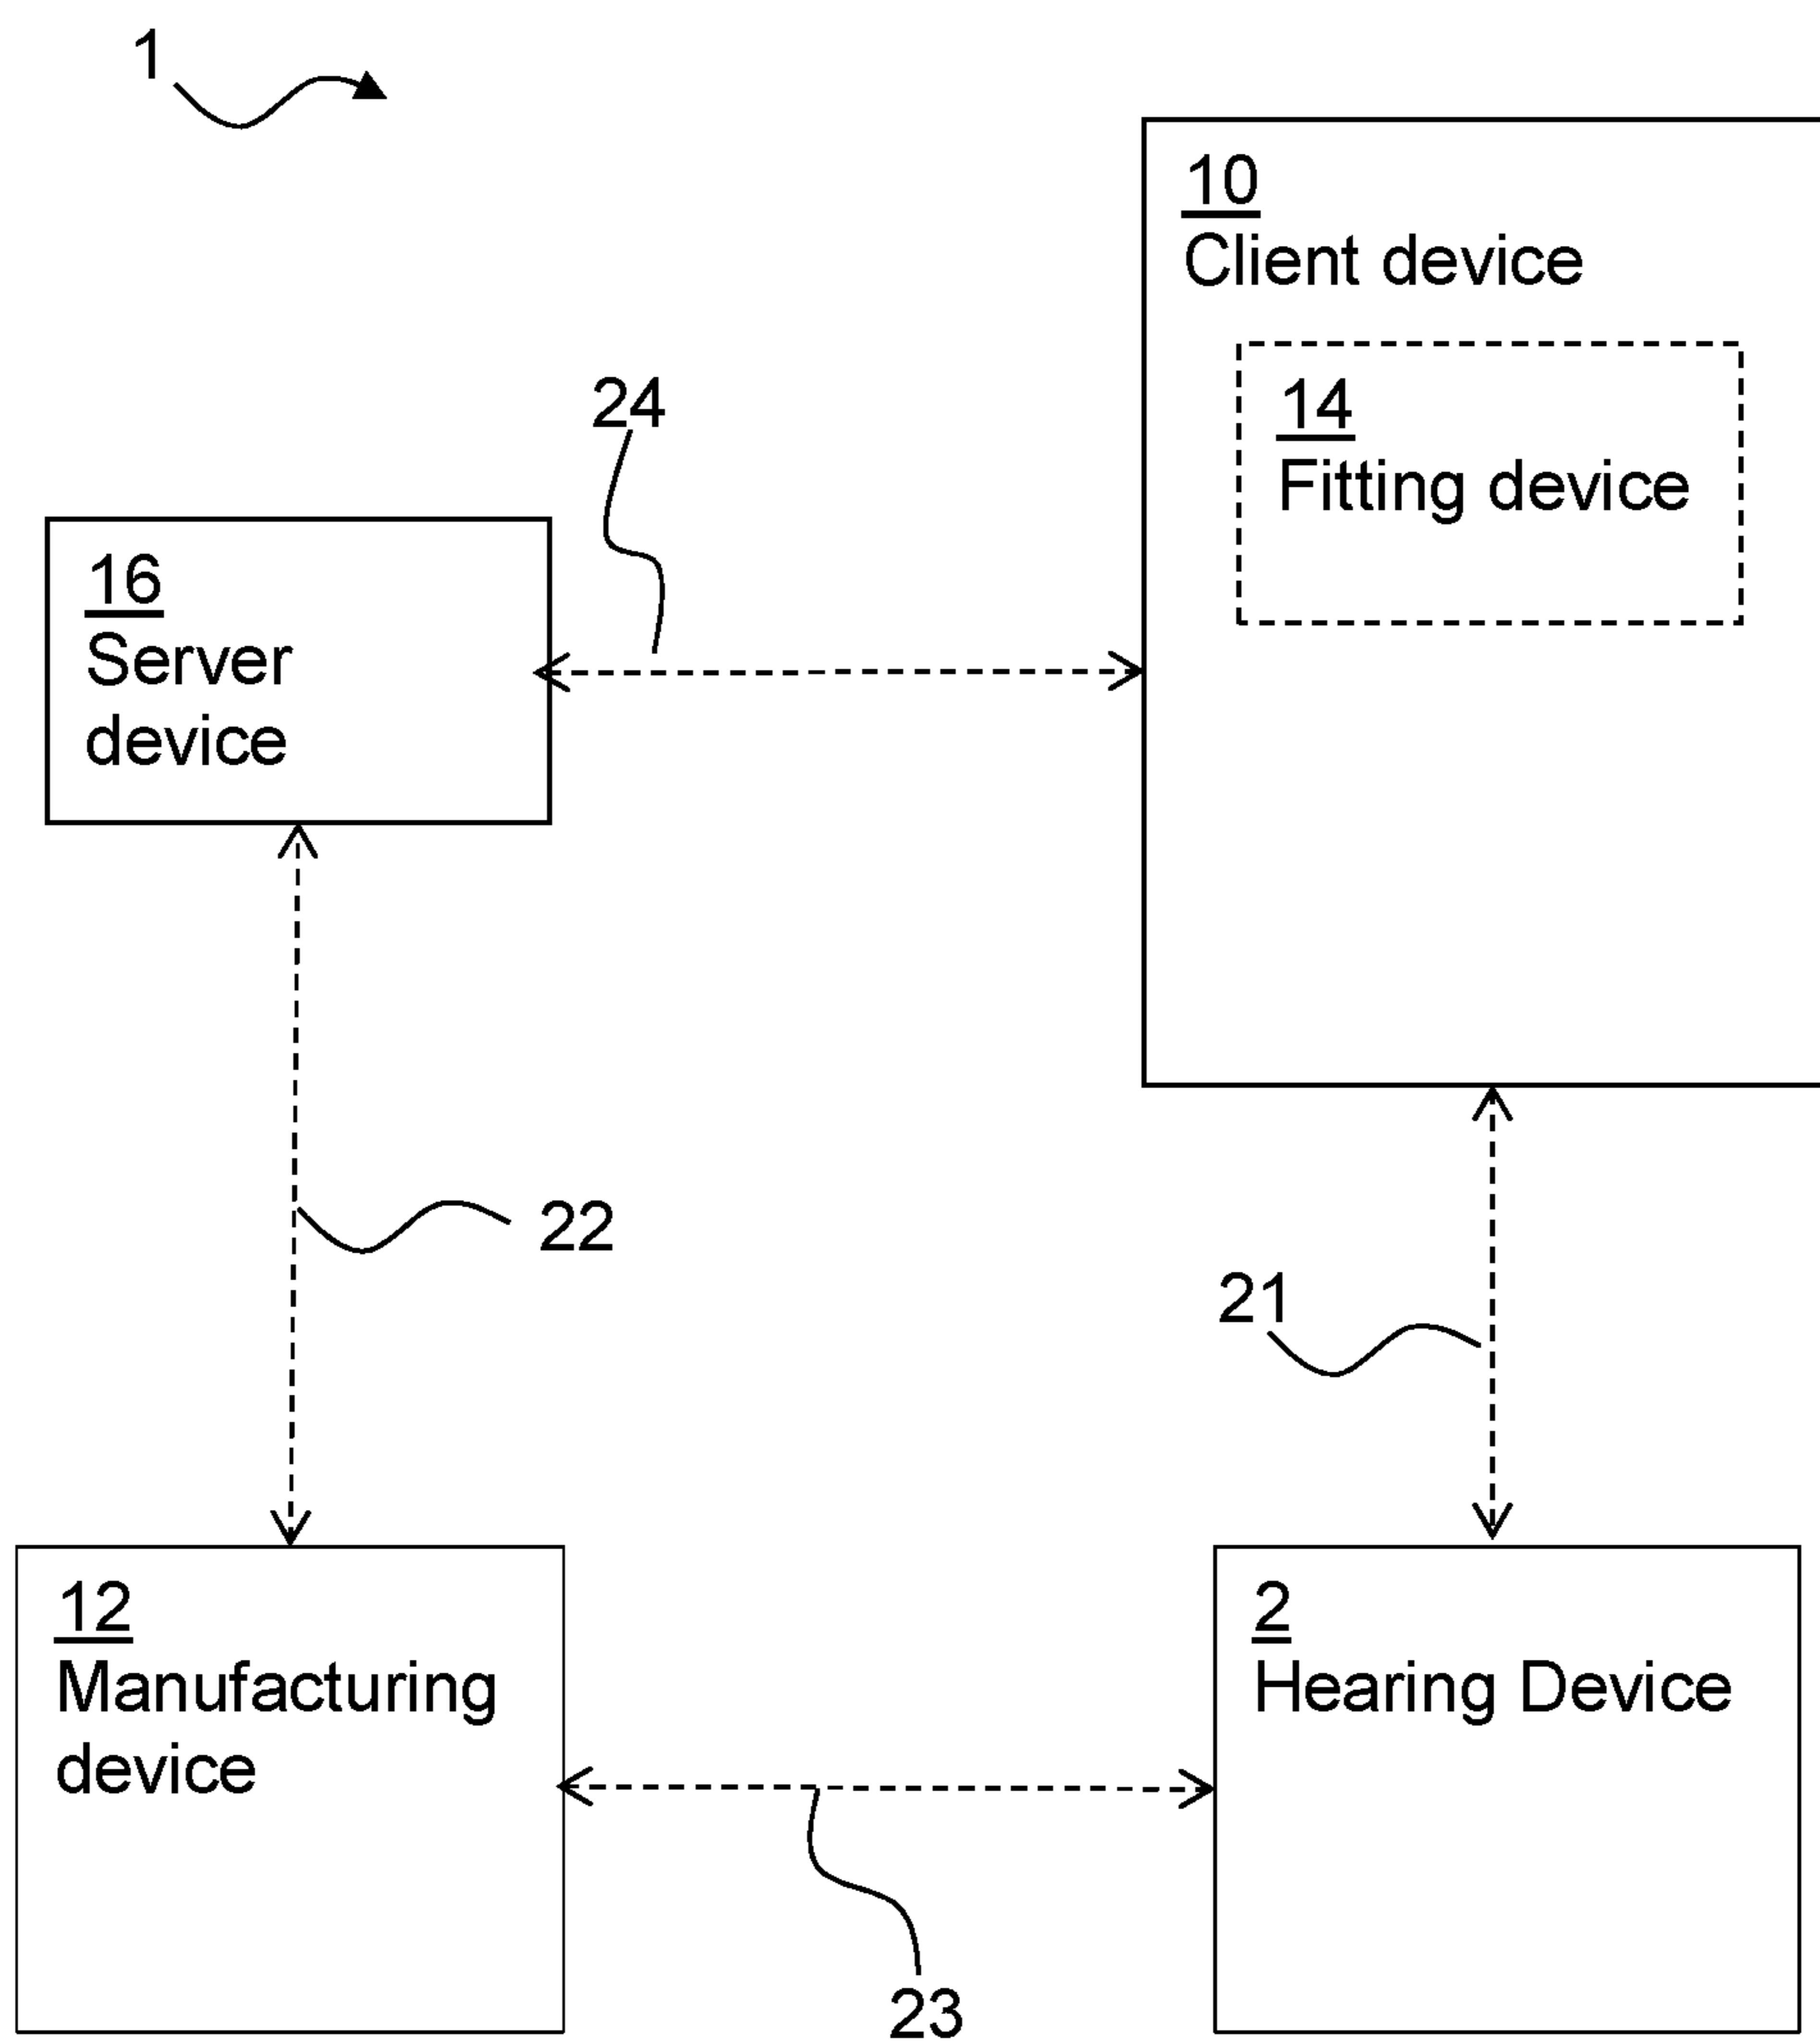 1
10
Client device
14
Fitting device
24
16
Server
device
22
21
12
Manufacturing
device
2
Hearing Device
23